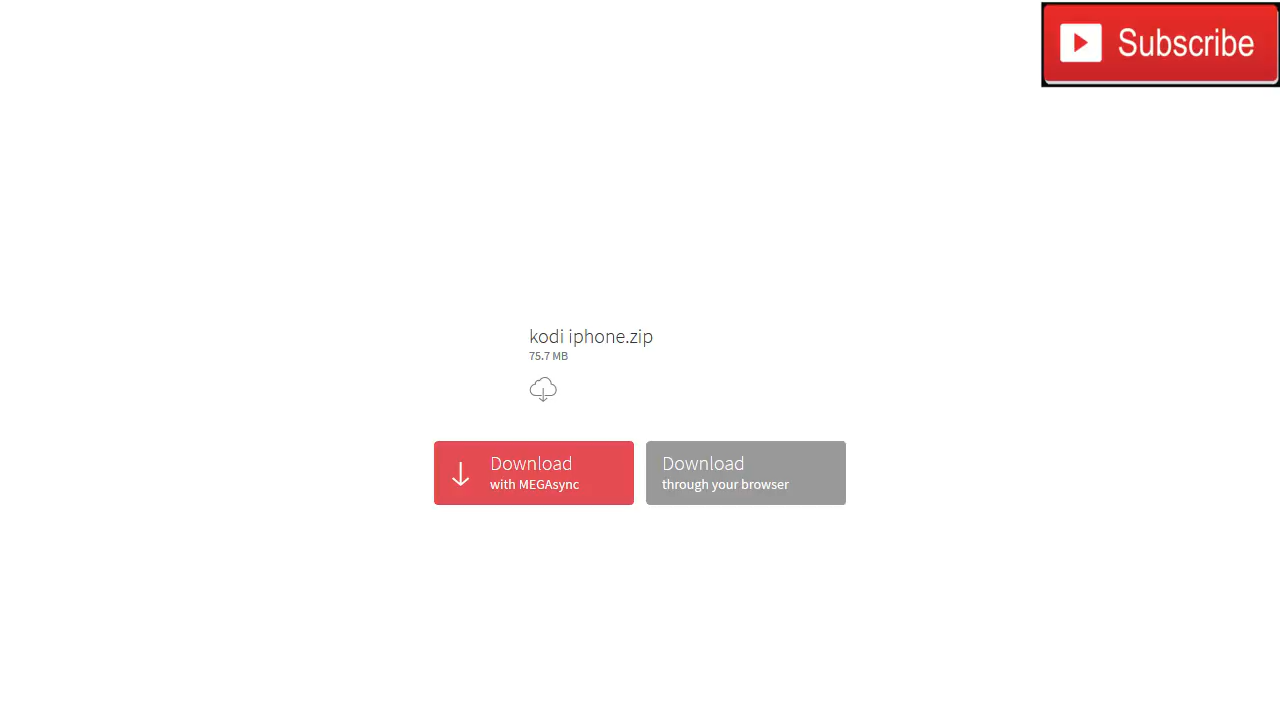 Subscribe
kodi iphone.zip
75.7 MB
Download
with MEGAsync
Download
through your browser